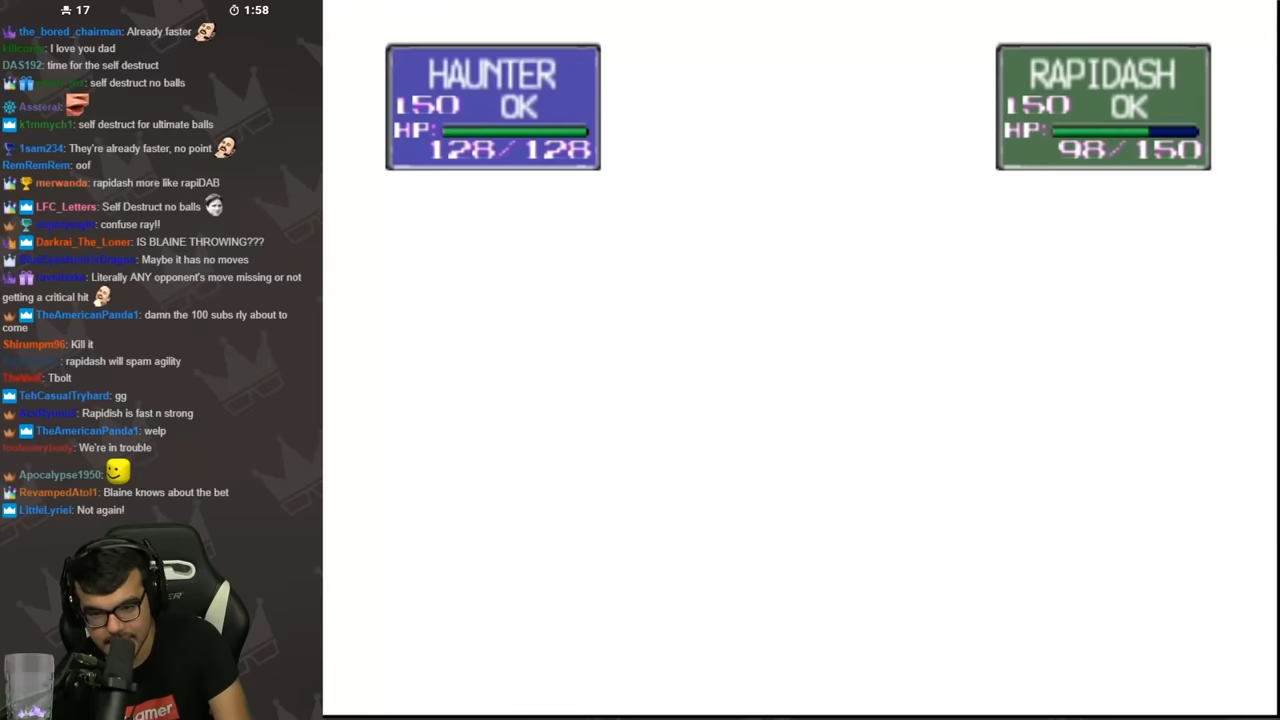 17 1:58
the_bored_chairman: Already faster
killcores: I love you dad
DAS192: time for the self destruct
self destruct no balls
Assteral:
k1mmych1: self destruct for ultimate balls
1sam234: They're already faster, no point
RemRemRem: oof
merwanda: rapidash more like rapiDAB
LFC_Letters: Self Destruct no balls
confuse ray!!
Darkrai_The_Loner: IS BLAINE THROWING???
Maybe it has no moves
Literally ANY opponent's move missing or not
getting a critical hit
TheAmericanPanda1: damn the 100 subs rly about to
come
Shirumpm96: Kill it
: rapidash will spam agility
: Tbolt
TehCasualTryhard: gg
: Rapidish is fast n strong
TheAmericanPanda1: welp
: We're in trouble
Apocalypse1950:
RevampedAtol1: Blaine knows about the bet
LittleLyriel: Not again!
HAUNTER
150 OK
HP:
128/128
RAPIDASH
150 OK
HP:
98/150
gamer